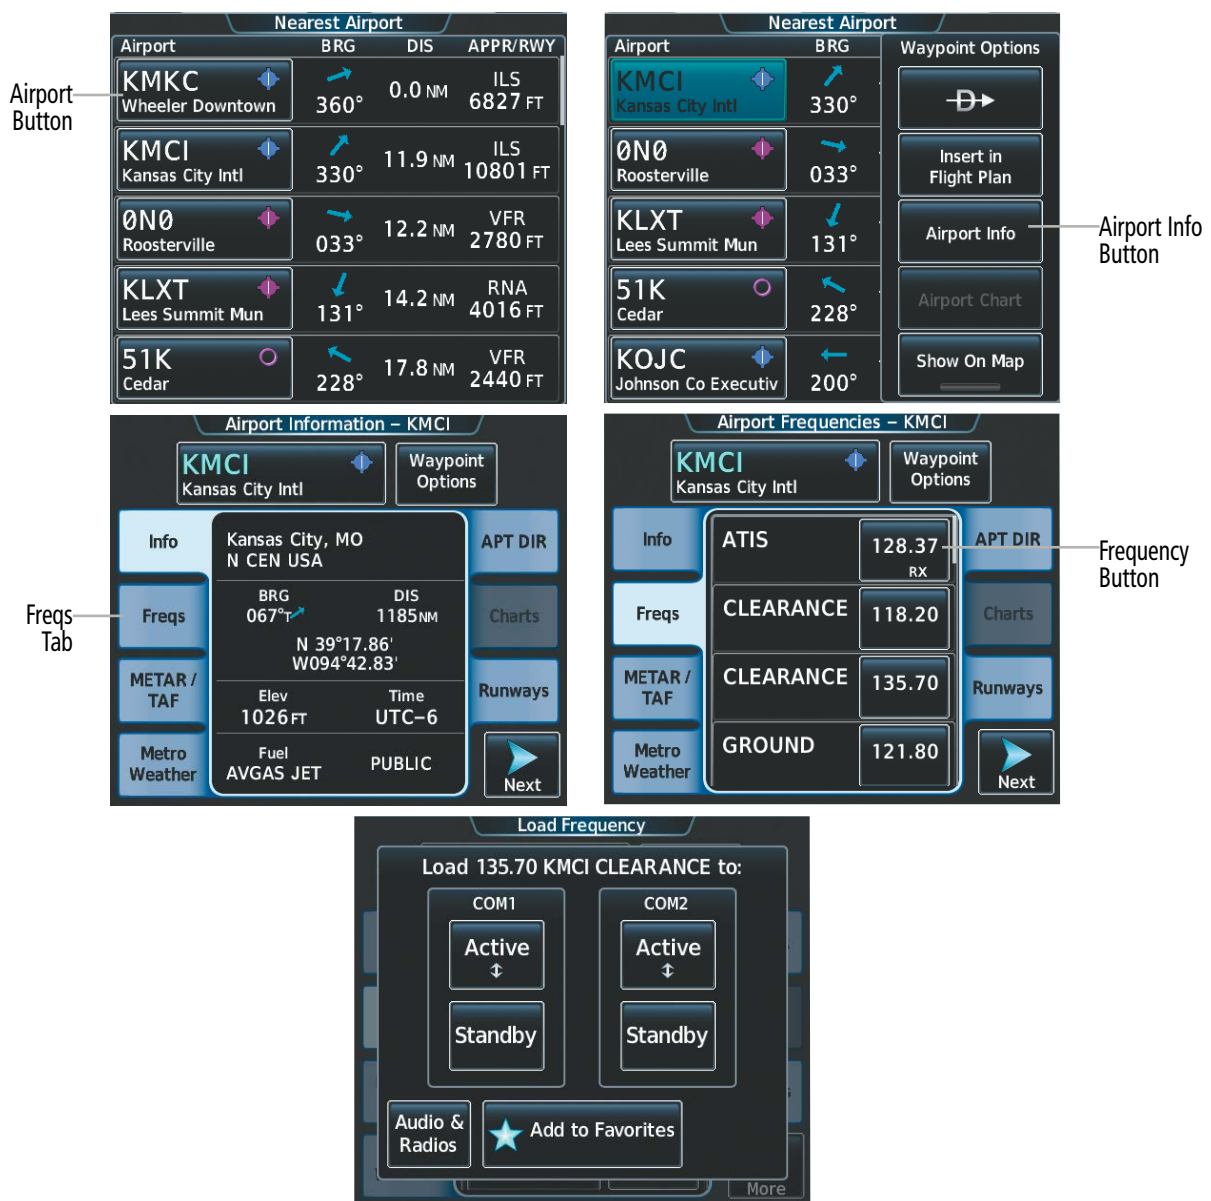 Nearest Airport
Airport BRG DIS APPR/RWY
Airport
Button
KMKC
Wheeler Downtown
360° 0.0 NM
ILS
6827 FT
KMCI
Kansas City Intl
330° 11.9 NM
ILS
10801 FT
0N0
Roosterville
033° 12.2 NM
VFR
2780 FT
KLXT
Lees Summit Mun
131° 14.2 NM
RNA
4016 FT
51K
Cedar
228° 17.8 NM
VFR
2440 FT
Nearest Airport
Airport BRG
KMCI
Kansas City Intl
330°
0N0
Roosterville
033°
KLXT
Lees Summit Mun
131°
51K
Cedar
228°
KOJC
Johnson Co Executiv
200°
Waypoint Options
D
Insert in
Flight Plan
Airport Info
Airport Chart
Show On Map
Airport Info
Button
Airport Information – KMCI
KMCI
Kansas City Intl
Waypoint
Options
Info
Freqs
METAR /
TAF
Metro
Weather
Freqs
Tab
Kansas City, MO
N CEN USA
BRG DIS
067°T 1185NM
N 39°17.86'
W094°42.83'
Elev Time
1026FT UTC–6
Fuel
AVGAS JET PUBLIC
APT DIR
Charts
Runways
Next
Airport Frequencies – KMCI
KMCI
Kansas City Intl
Waypoint
Options
Info
Freqs
METAR /
TAF
Metro
Weather
ATIS 128.37
RX
CLEARANCE 118.20
CLEARANCE 135.70
GROUND 121.80
APT DIR
Charts
Runways
Next
Frequency
Button
Load Frequency
Load 135.70 KMCI CLEARANCE to:
COM1 COM2
Active Active
Standby Standby
Audio &
Radios
Add to Favorites
More